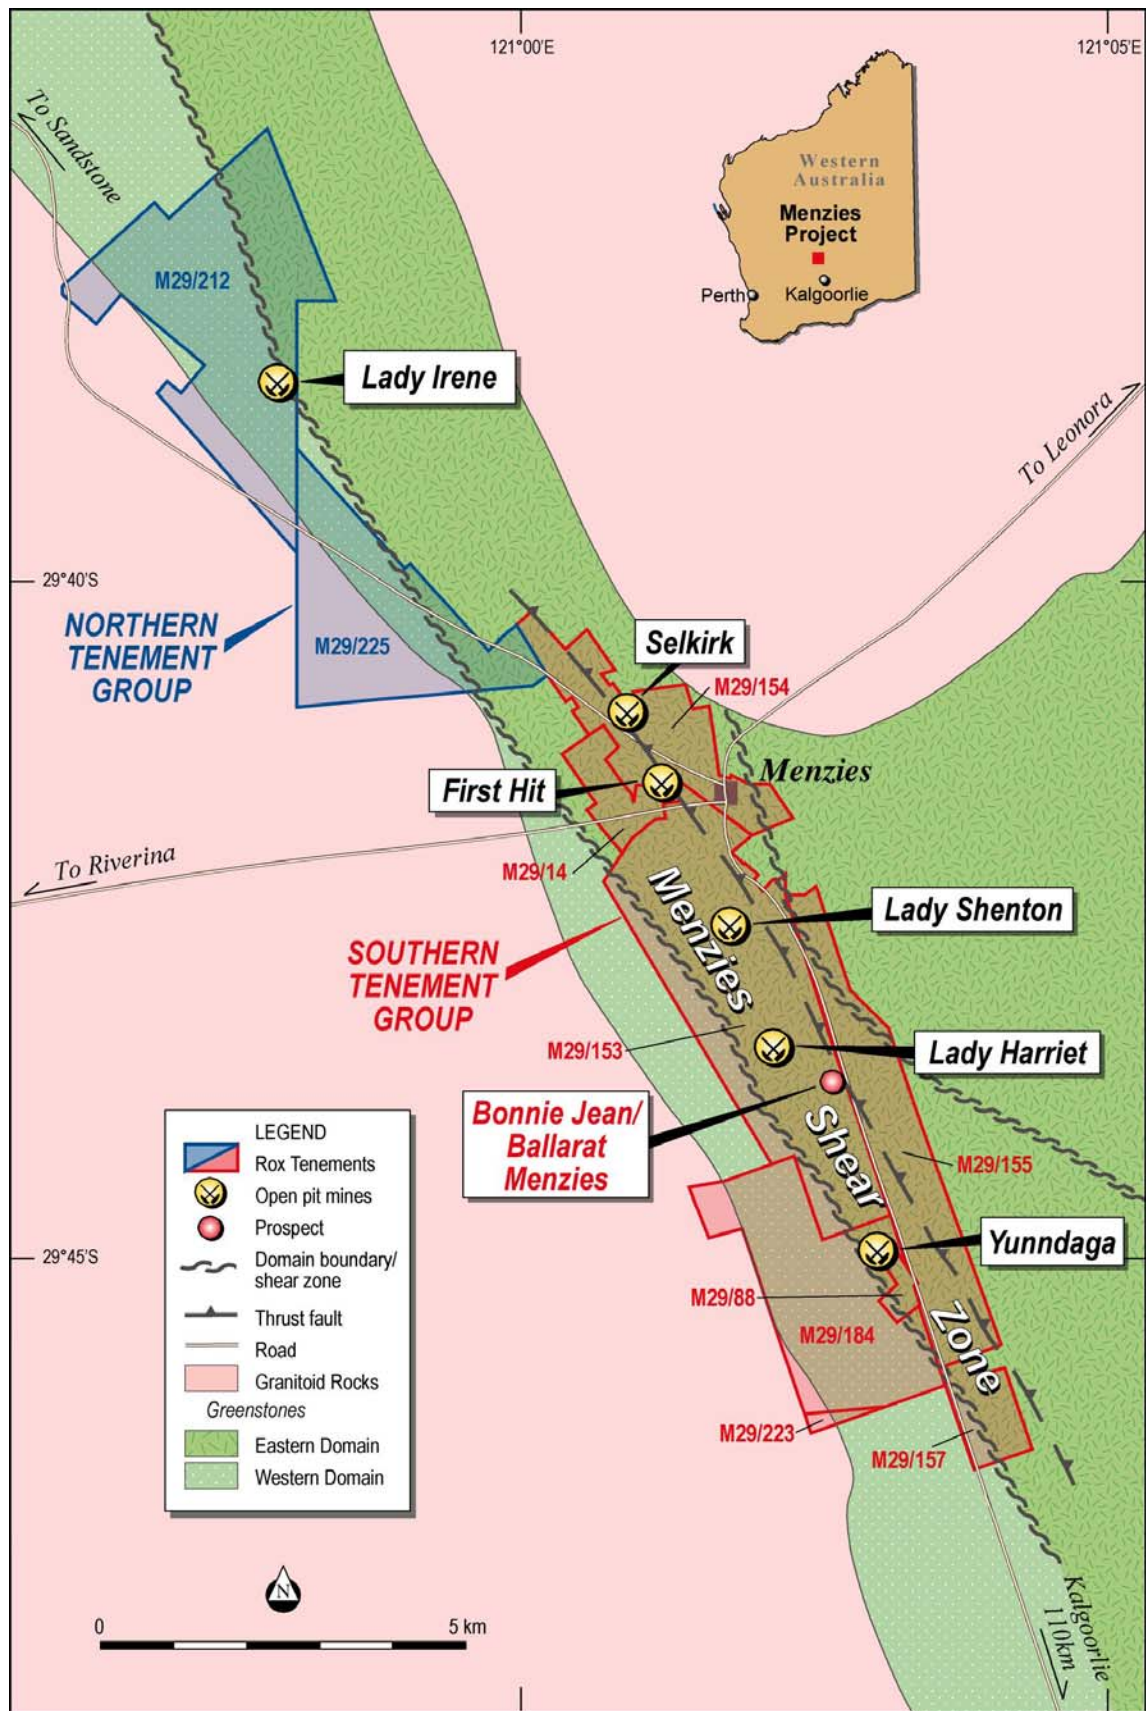 121°00'E
121°05'E
To Sandstone
Western
Australia
Menzies
Project
Perth
Kalgoorlie
M29/212
Lady Irene
To Leonora
29°40'S
NORTHERN
TENEMENT
GROUP
M29/225
Selkirk
M29/154
Menzies
First Hit
To Riverina
M29/14
Lady Shenton
SOUTHERN
TENEMENT
GROUP
Menzies
Shear
Zone
M29/153
Lady Harriet
Bonnie Jean/
Ballarat
Menzies
M29/155
Yunndaga
29°45'S
M29/88
M29/184
M29/223
M29/157
LEGEND
Rox Tenements
Open pit mines
Prospect
Domain boundary/
shear zone
Thrust fault
Road
Granitoid Rocks
Greenstones
Eastern Domain
Western Domain
N
0
5 km
Kalgoorlie
110km